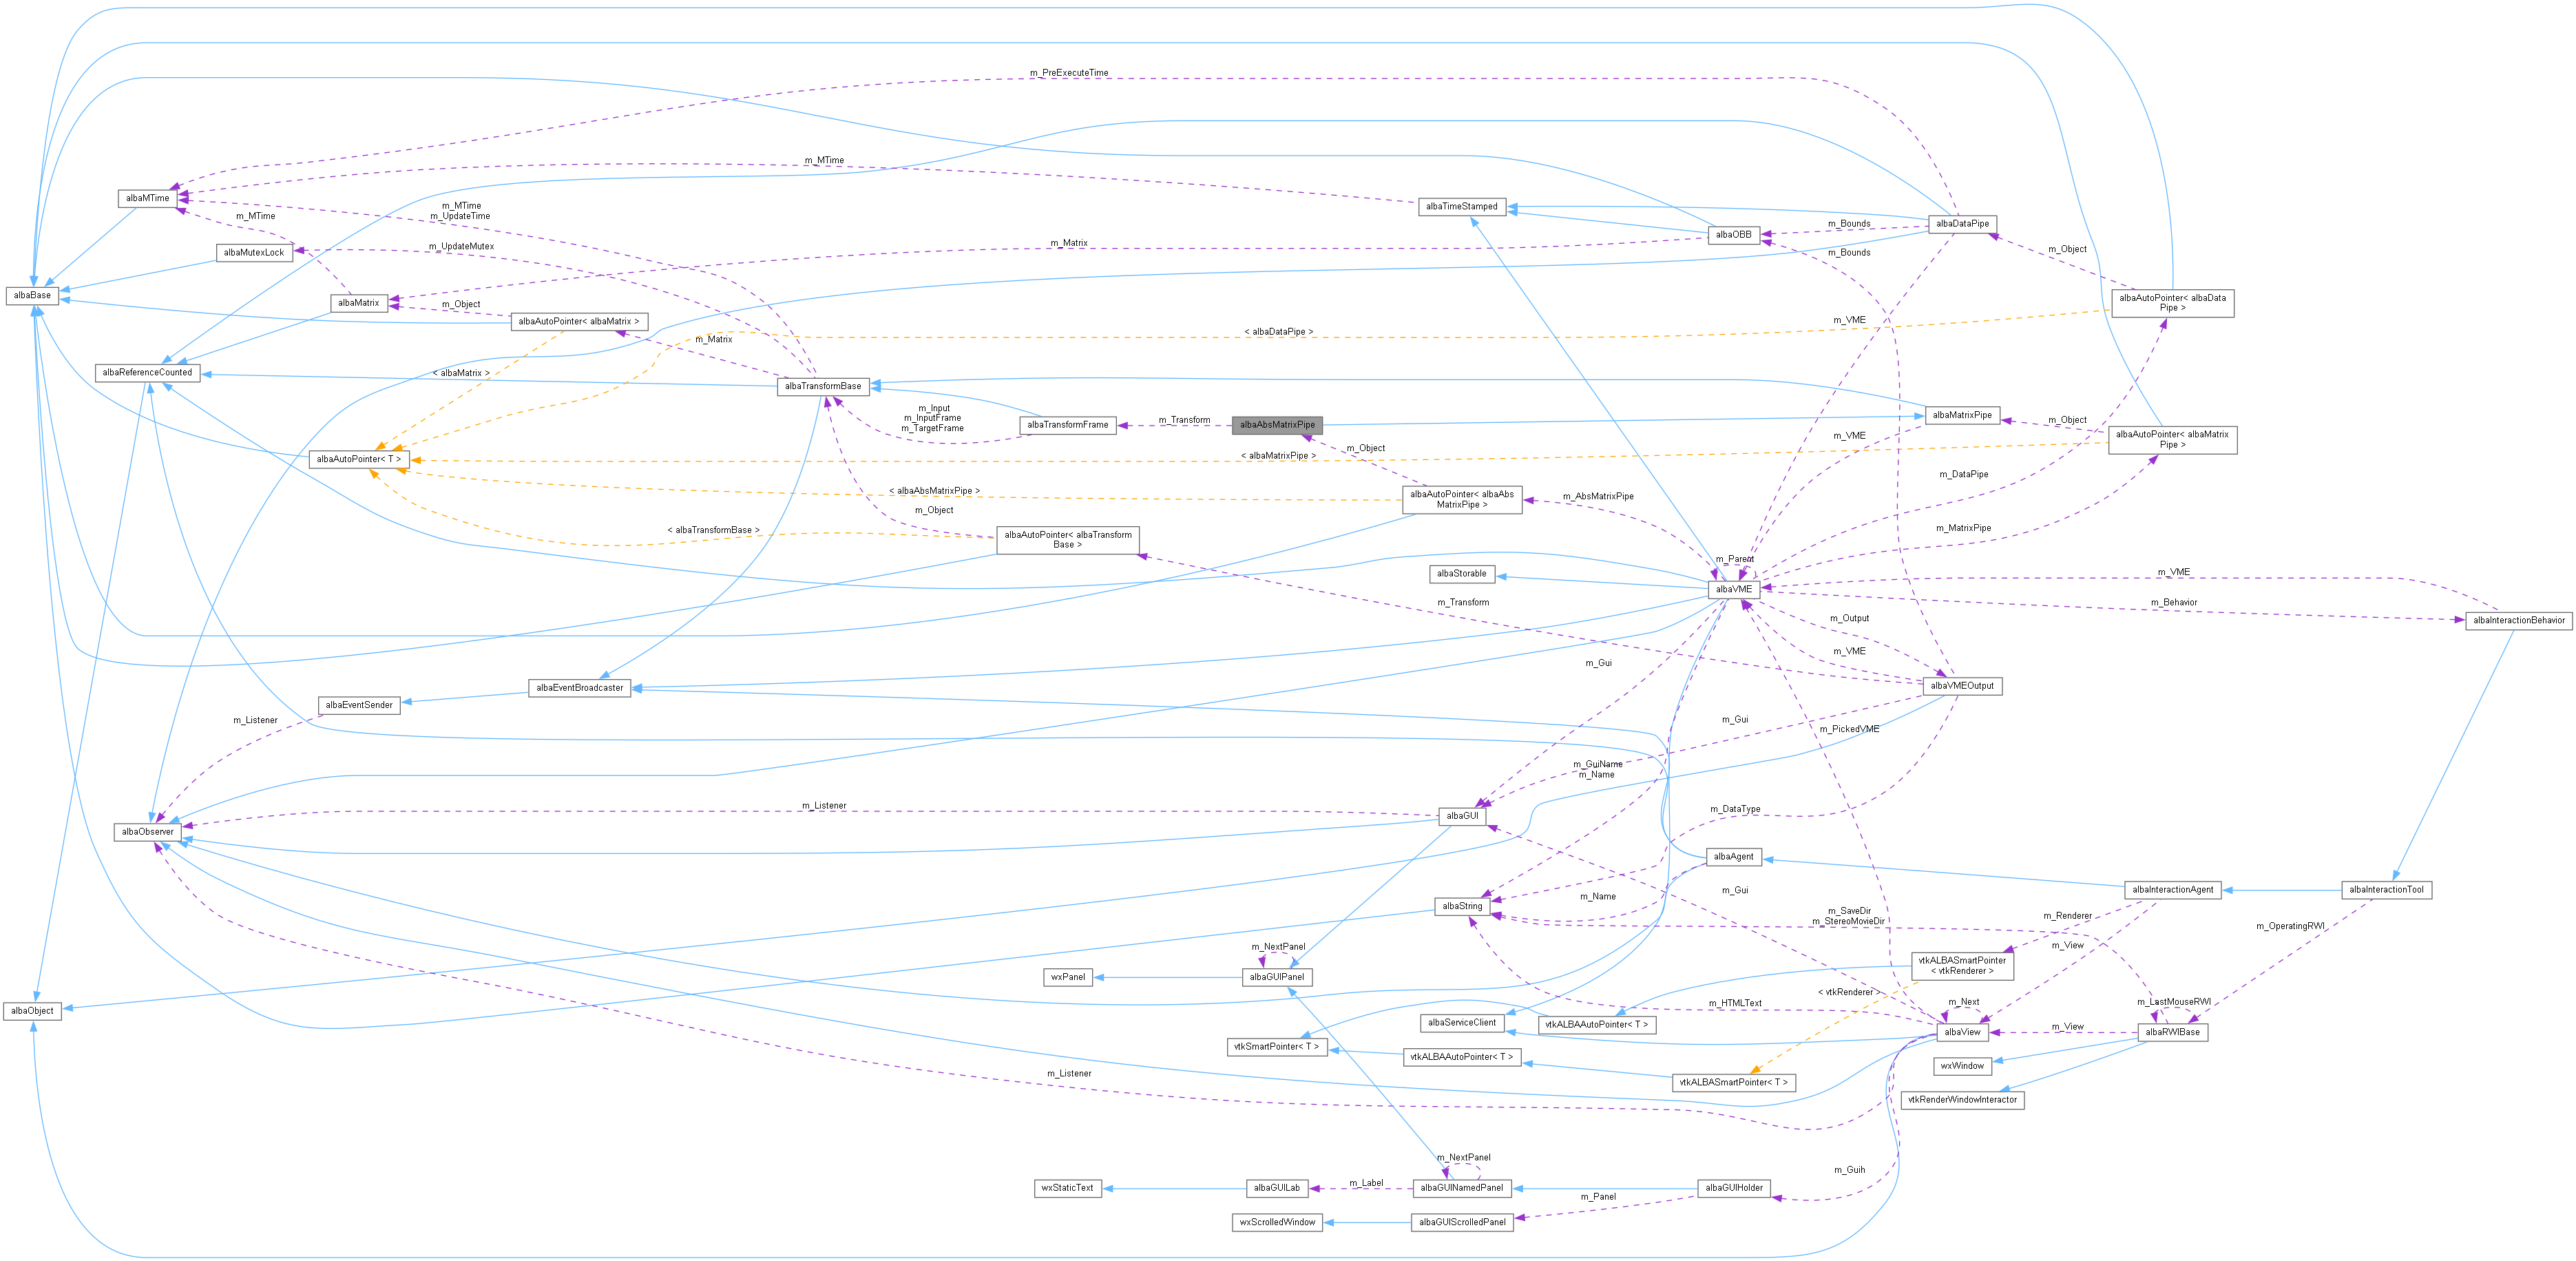 m_PreExecuteTime
m_MTime
albaMTime
m_MTime
m_UpdateTime
albaTimeStamped
m_MTime
albaDataPipe
m_Bounds
albaOBB
m_Matrix
m_UpdateMutex
albaMutexLock
m_Bounds
m_Object
albaBase
albaMatrix
m_Object
albaAutoPointer< albaData
Pipe >
albaAutoPointer< albaMatrix >
m_VME
< albaDataPipe >
m_Matrix
albaReferenceCounted
< albaMatrix >
albaTransformBase
m_Input
m_InputFrame
m_TargetFrame
albaTransformFrame
m_Transform
albaAbsMatrixPipe
albaMatrixPipe
m_Object
albaAutoPointer< albaMatrix
Pipe >
m_Object
albaAutoPointer< T >
< albaMatrixPipe >
m_VME
m_DataPipe
< albaAbsMatrixPipe >
albaAutoPointer< albaAbs
MatrixPipe >
m_AbsMatrixPipe
m_Object
< albaTransformBase >
albaAutoPointer< albaTransform
Base >
m_MatrixPipe
m_Parent
albaStorable
albaVME
m_VME
m_Transform
m_Behavior
m_Output
albaInteractionBehavior
m_VME
m_Gui
albaEventBroadcaster
albaVMEOutput
albaEventSender
m_Listener
m_Gui
m_PickedVME
m_GuiName
m_Name
m_Listener
m_DataType
albaGUI
albaObserver
albaAgent
m_Gui
m_Name
albaInteractionAgent
albaInteractionTool
albaString
m_SaveDir
m_StereoMovieDir
m_Renderer
m_OperatingRWI
m_NextPanel
m_View
wxPanel
albaGUIPanel
vtkALBASmartPointer
< vtkRenderer >
< vtkRenderer >
m_HTMLText
m_Next
m_LastMouseRWI
albaObject
albaServiceClient
vtkALBAAutoPointer< T >
albaView
m_View
albaRWIBase
vtkSmartPointer< T >
vtkALBAAutoPointer< T >
wxWindow
m_Listener
vtkALBASmartPointer< T >
vtkRenderWindowInteractor
m_NextPanel
m_Guih
wxStaticText
albaGUILab
m_Label
albaGUINamedPanel
albaGUIHolder
m_Panel
wxScrolledWindow
albaGUIScrolledPanel